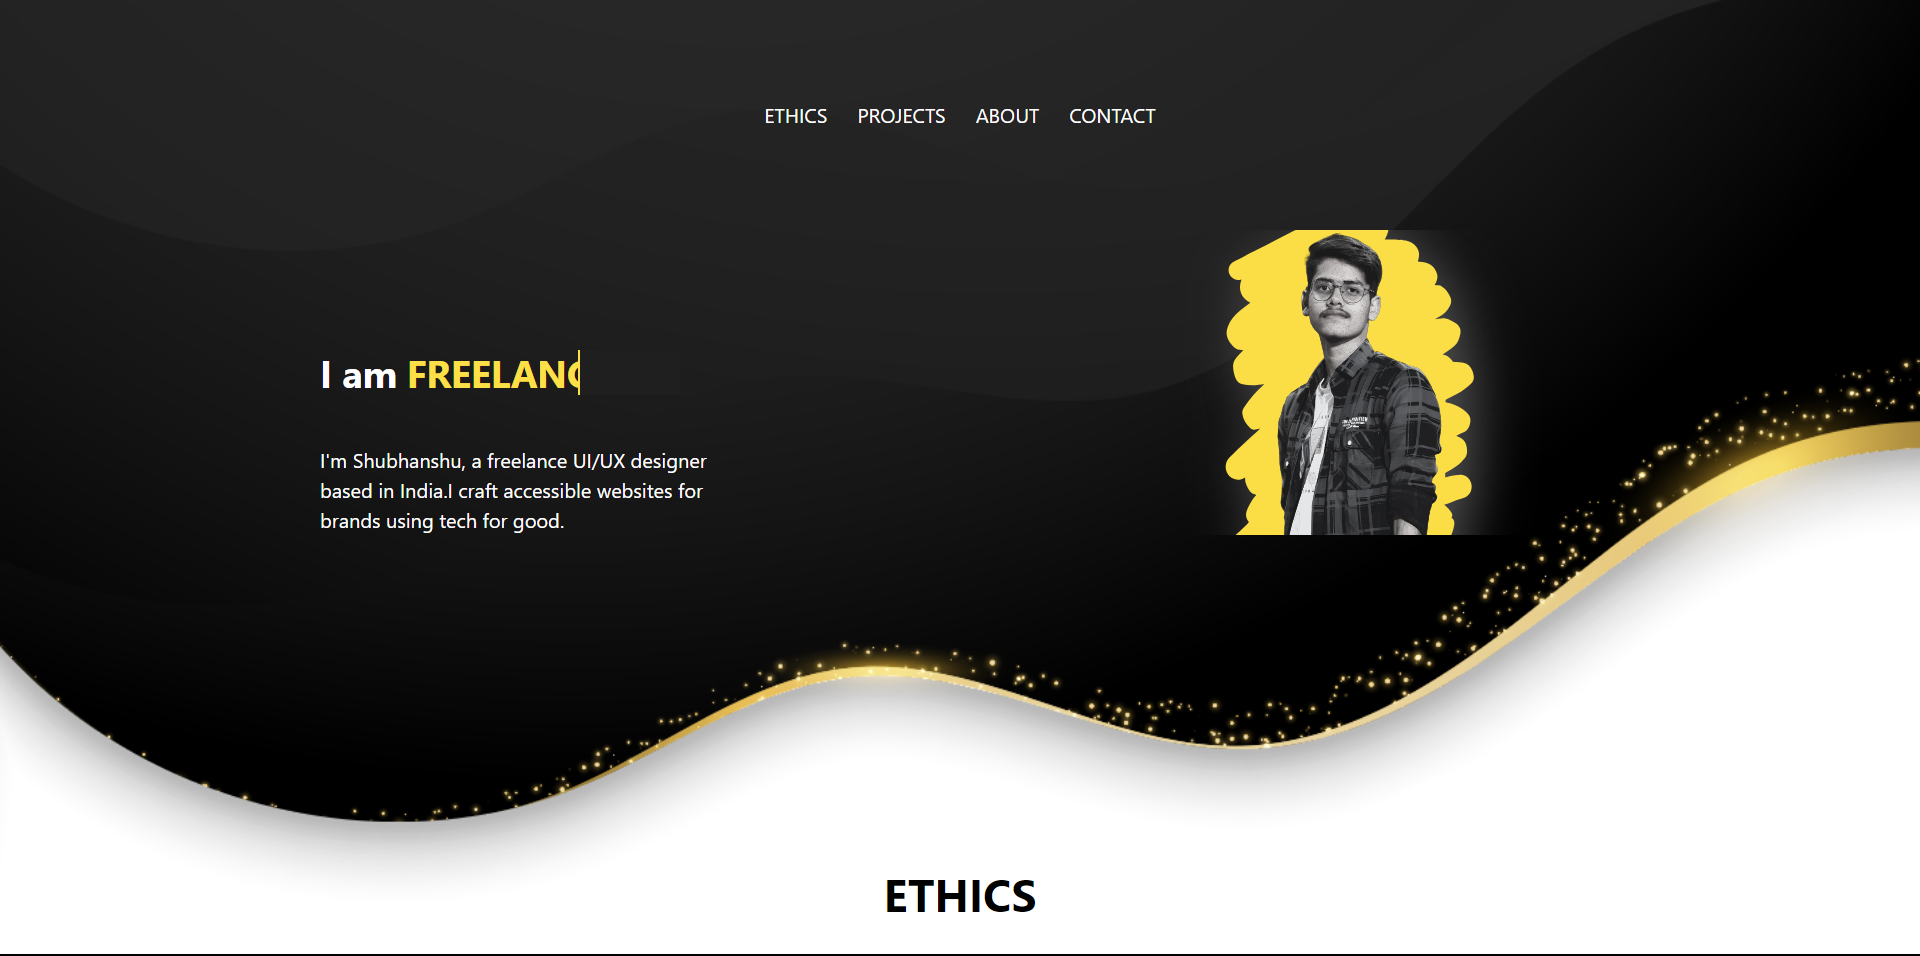 ETHICS PROJECTS ABOUT CONTACT
I am FREELANC
I'm Shubhanshu, a freelance UI/UX designer
based in India.I craft accessible websites for
brands using tech for good.
ETHICS